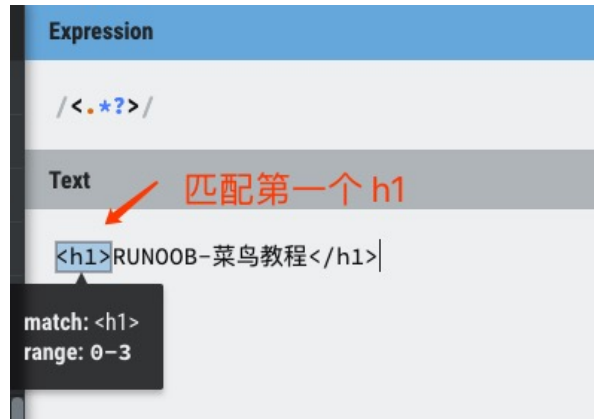 Expression
/<.*?>/
Text
匹配第一个 h1
<h1>RUNOOB-菜鸟教程</h1>
match: <h1>
range: 0-3